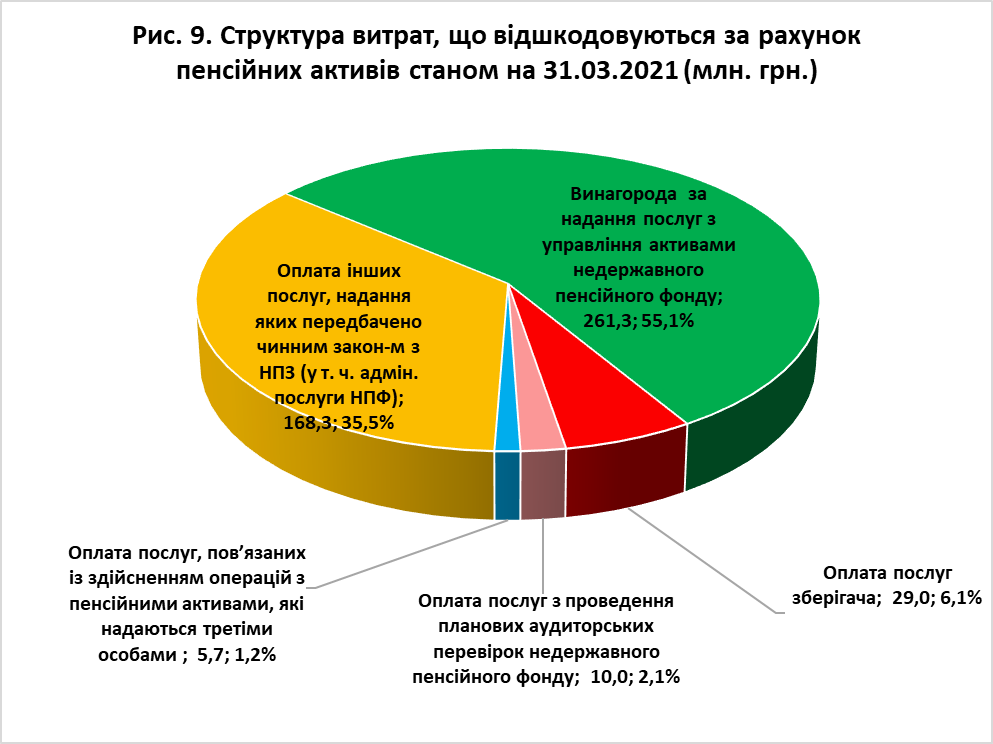 Рис. 9. Структура витрат, що відшкодовуються за рахунок
пенсійних активів станом на 31.03.2021 (млн. грн.)
Винагорода за
надання послуг з
управління активами
недержавного
пенсійного фонду;
261,3; 55,1%
Оплата інших
послуг, надання
яких передбачено
чинним закон-м з
НПЗ (у т. ч. адмін.
послуги НПФ);
168,3; 35,5%
Оплата послуг, пов’язаних
із здійсненням операцій з
пенсійними активами, які
надаються третіми
особами ; 5,7; 1,2%
Оплата послуг з проведення
планових аудиторських
перевірок недержавного
пенсійного фонду; 10,0; 2,1%
Оплата послуг
зберігача; 29,0; 6,1%